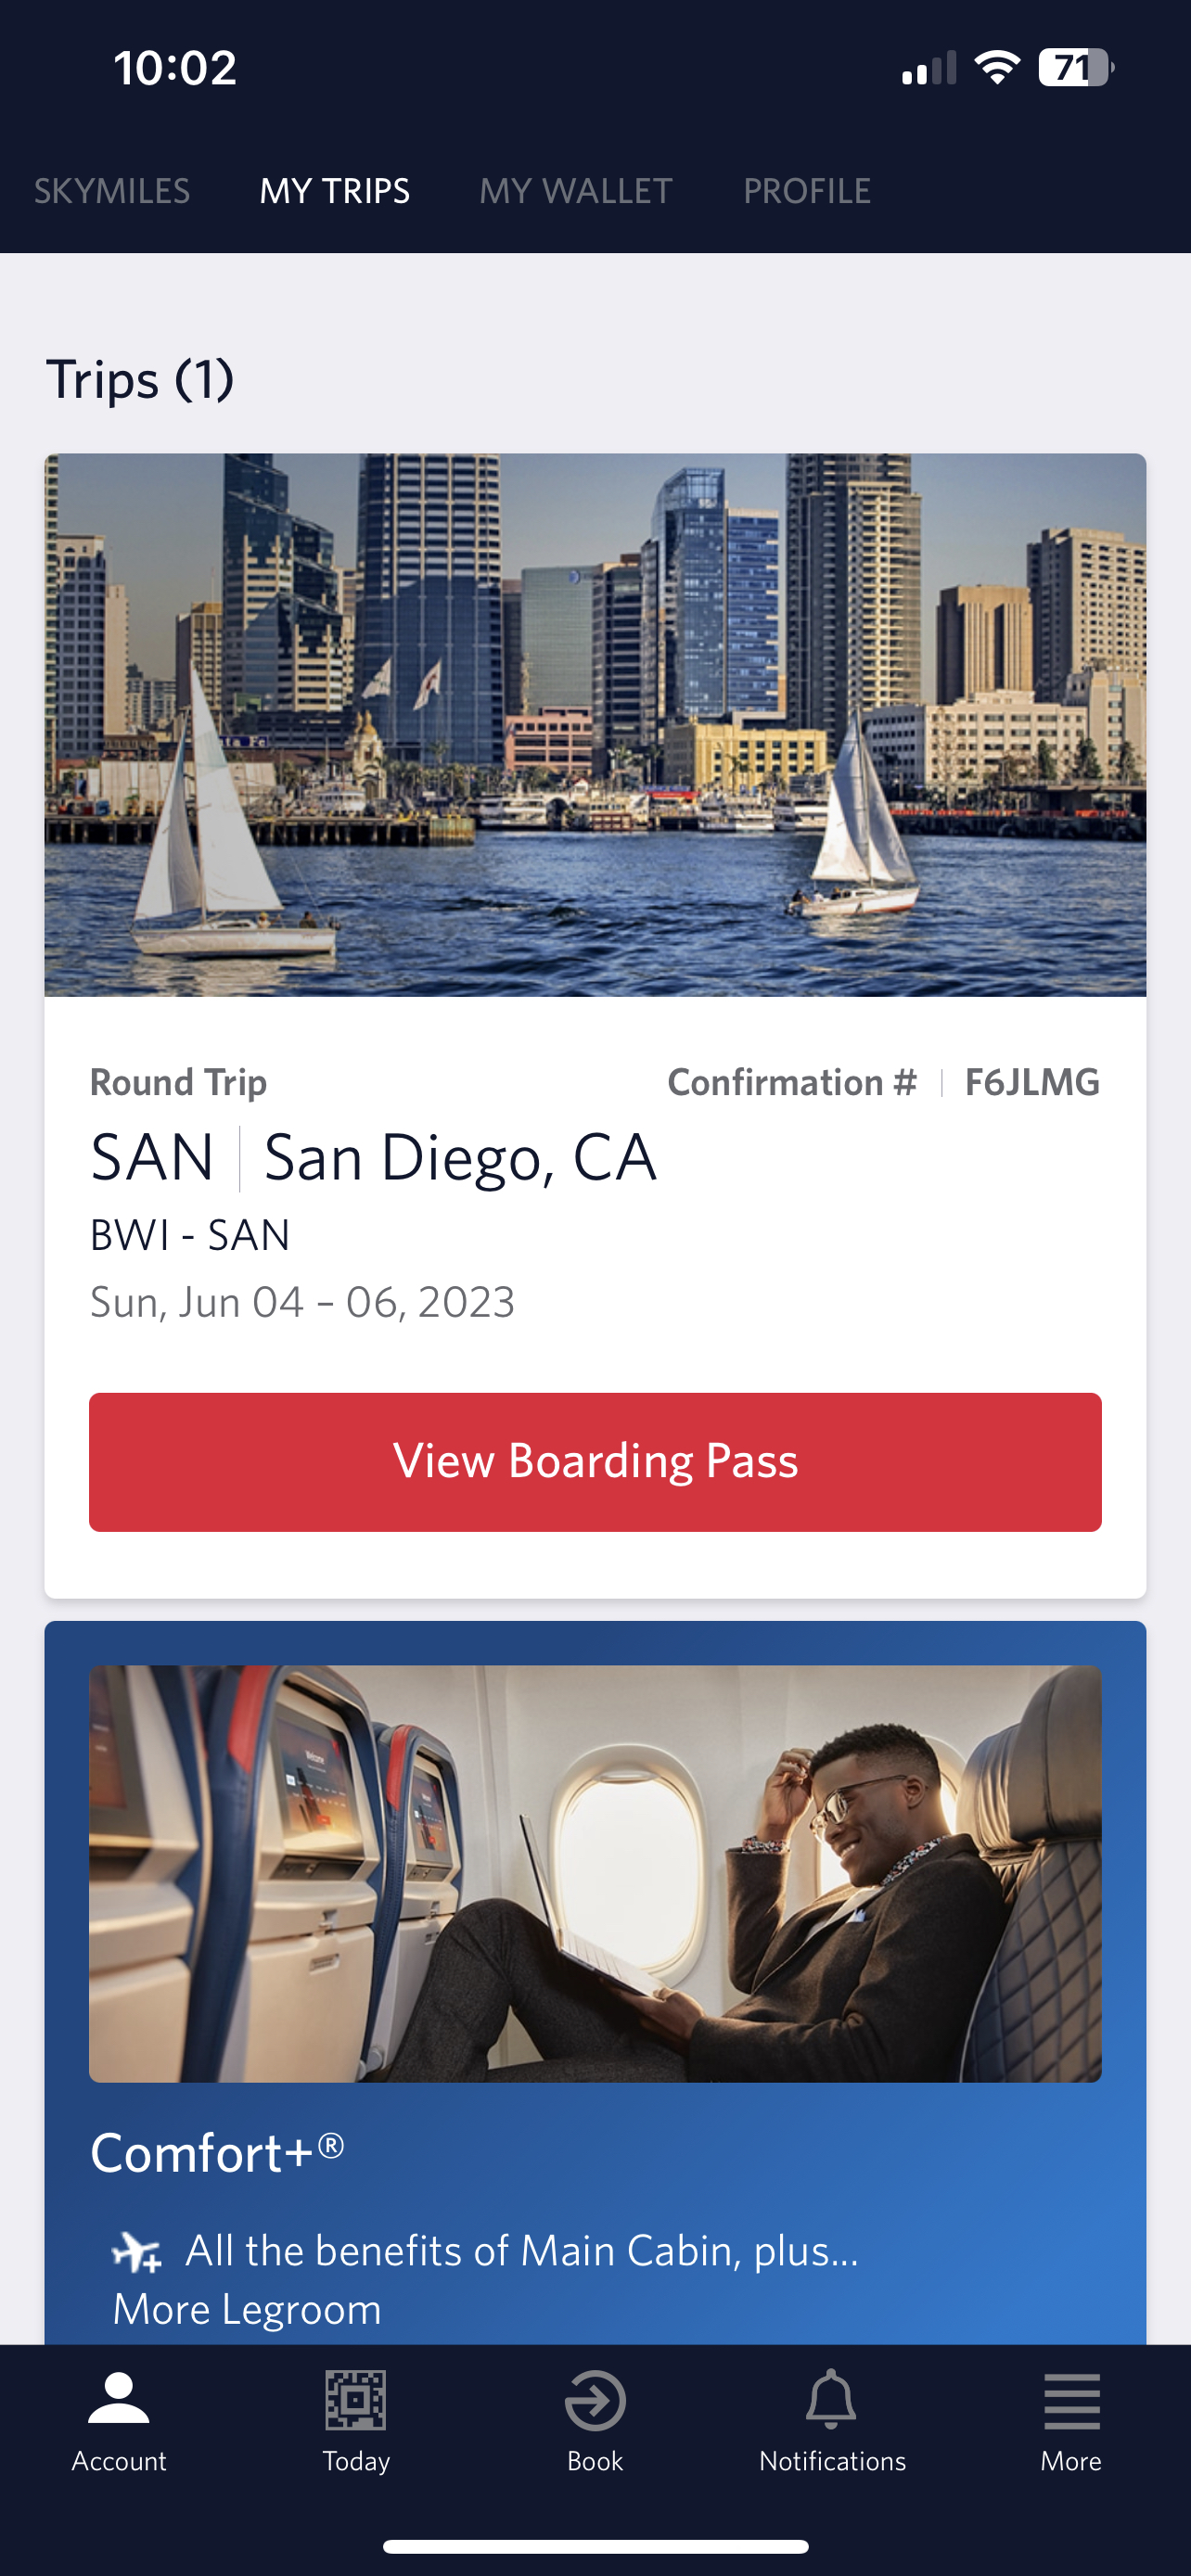 10:02
71
SKYMILES MY TRIPS MY WALLET PROFILE
Trips (1)
Round Trip Confirmation # | F6JLMG
SAN | San Diego, CA
BWI - SAN
Sun, Jun 04 – 06, 2023
View Boarding Pass
Welcome
Comfort+®
All the benefits of Main Cabin, plus...
More Legroom
Account Today Book Notifications More